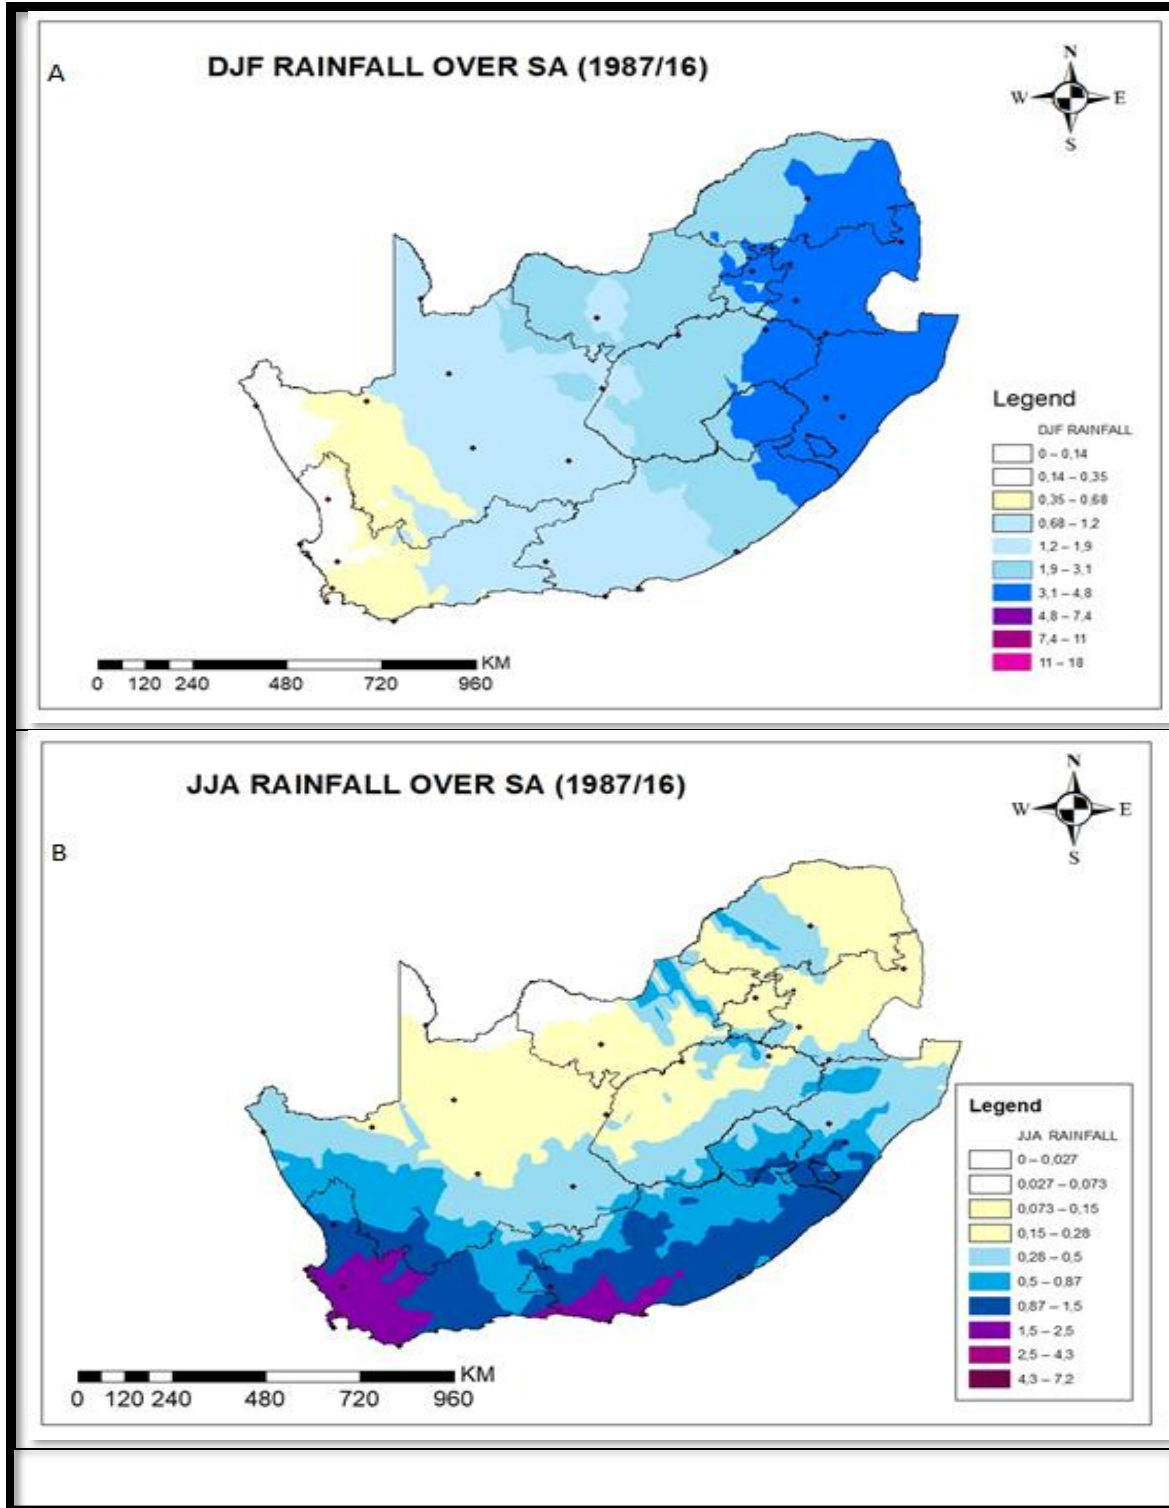 A
DJF RAINFALL OVER SA (1987/16)
N
W E
S
Legend
DJF RAINFALL
0 – 0,14
0,14 – 0,35
0,35 – 0,68
0,68 – 1,2
1,2 – 1,9
1,9 – 3,1
3,1 – 4,8
4,8 – 7,4
7,4 – 11
11 – 18
KM
0 120 240 480 720 960
JJA RAINFALL OVER SA (1987/16)
N
W E
S
B
Legend
JJA RAINFALL
0 – 0,027
0,027 – 0,073
0,073 – 0,15
0,15 – 0,28
0,28 – 0,5
0,5 – 0,87
0,87 – 1,5
1,5 – 2,5
2,5 – 4,3
4,3 – 7,2
KM
0 120 240 480 720 960